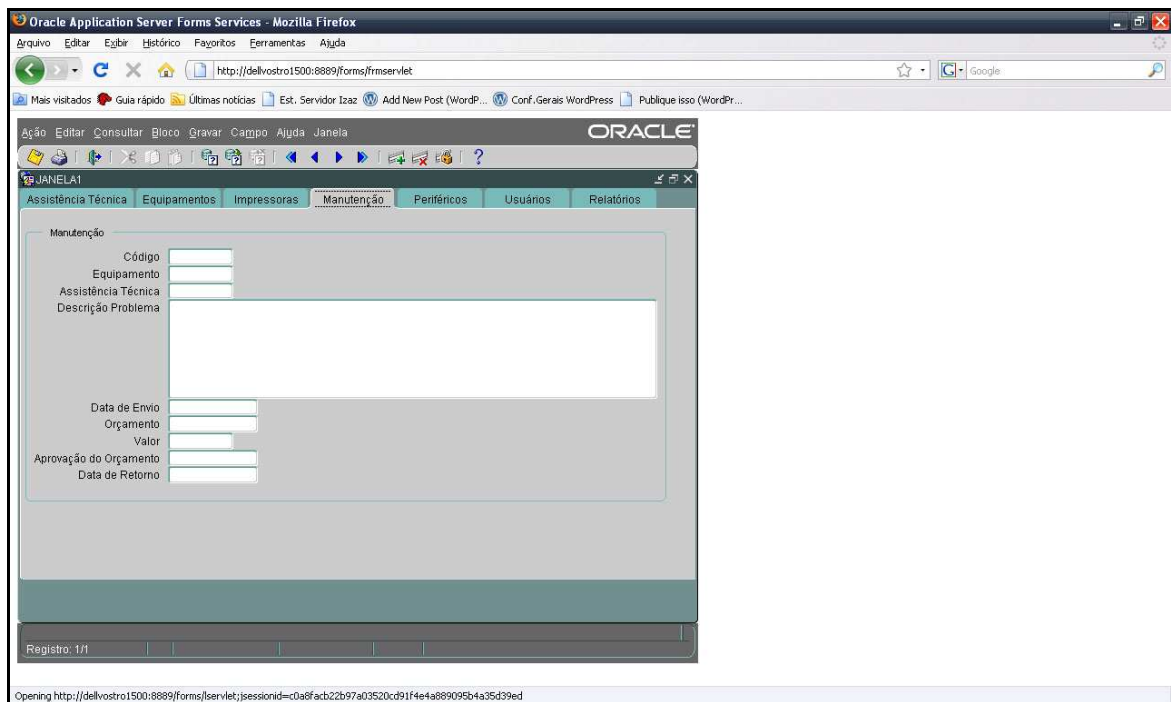 Oracle Application Server Forms Services - Mozilla Firefox
Arquivo Editar Exibir Histórico Favoritos Ferramentas Ajuda
http://dellvostro1500:8889/forms/frmservlet
G Google
Mais visitados Guia rápido Últimas notícias Est. Servidor Izaz Add New Post (WordP... Conf.Gerais WordPress Publique isso (WordPr...
Ação Editar Consultar Bloco Gravar Campo Ajuda Janela ORACLE
?
JANELA1
Assistência Técnica Equipamentos Impressoras Manutenção Periféricos Usuários Relatórios
Manutenção
Código
Equipamento
Assistência Técnica
Descrição Problema
Data de Envio
Orçamento
Valor
Aprovação do Orçamento
Data de Retorno
Registro: 1/1
Opening http://dellvostro1500:8889/forms/lservlet;jsessionid=c0a8facb22b97a03520cd91f4e4a889095b4a35d39ed